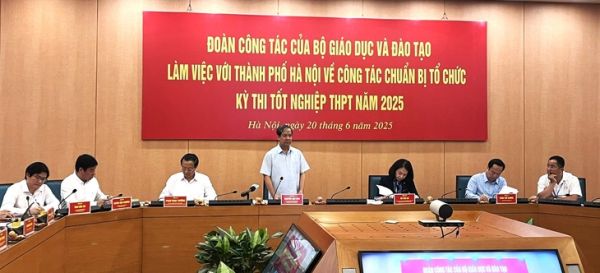 ĐOÀN CÔNG TÁC CỦA BỘ GIÁO DỤC VÀ ĐÀO TẠO
LÀM VIỆC VỚI THÀNH PHỐ HÀ NỘI VỀ CÔNG TÁC CHUẨN BỊ TỔ CHỨC
KỲ THI TỐT NGHIỆP THPT NĂM 2025
Hà Nội, ngày 20 tháng 6 năm 2025